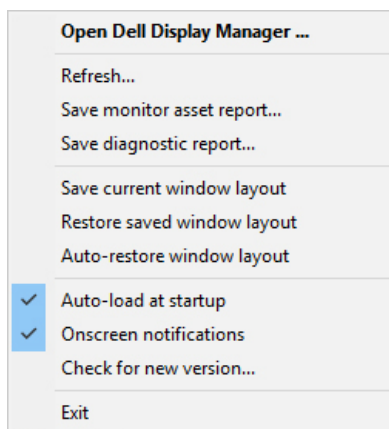 Open Dell Display Manager ...
Refresh...
Save monitor asset report...
Save diagnostic report...
Save current window layout
Restore saved window layout
Auto-restore window layout
Auto-load at startup
Onscreen notifications
Check for new version...
Exit